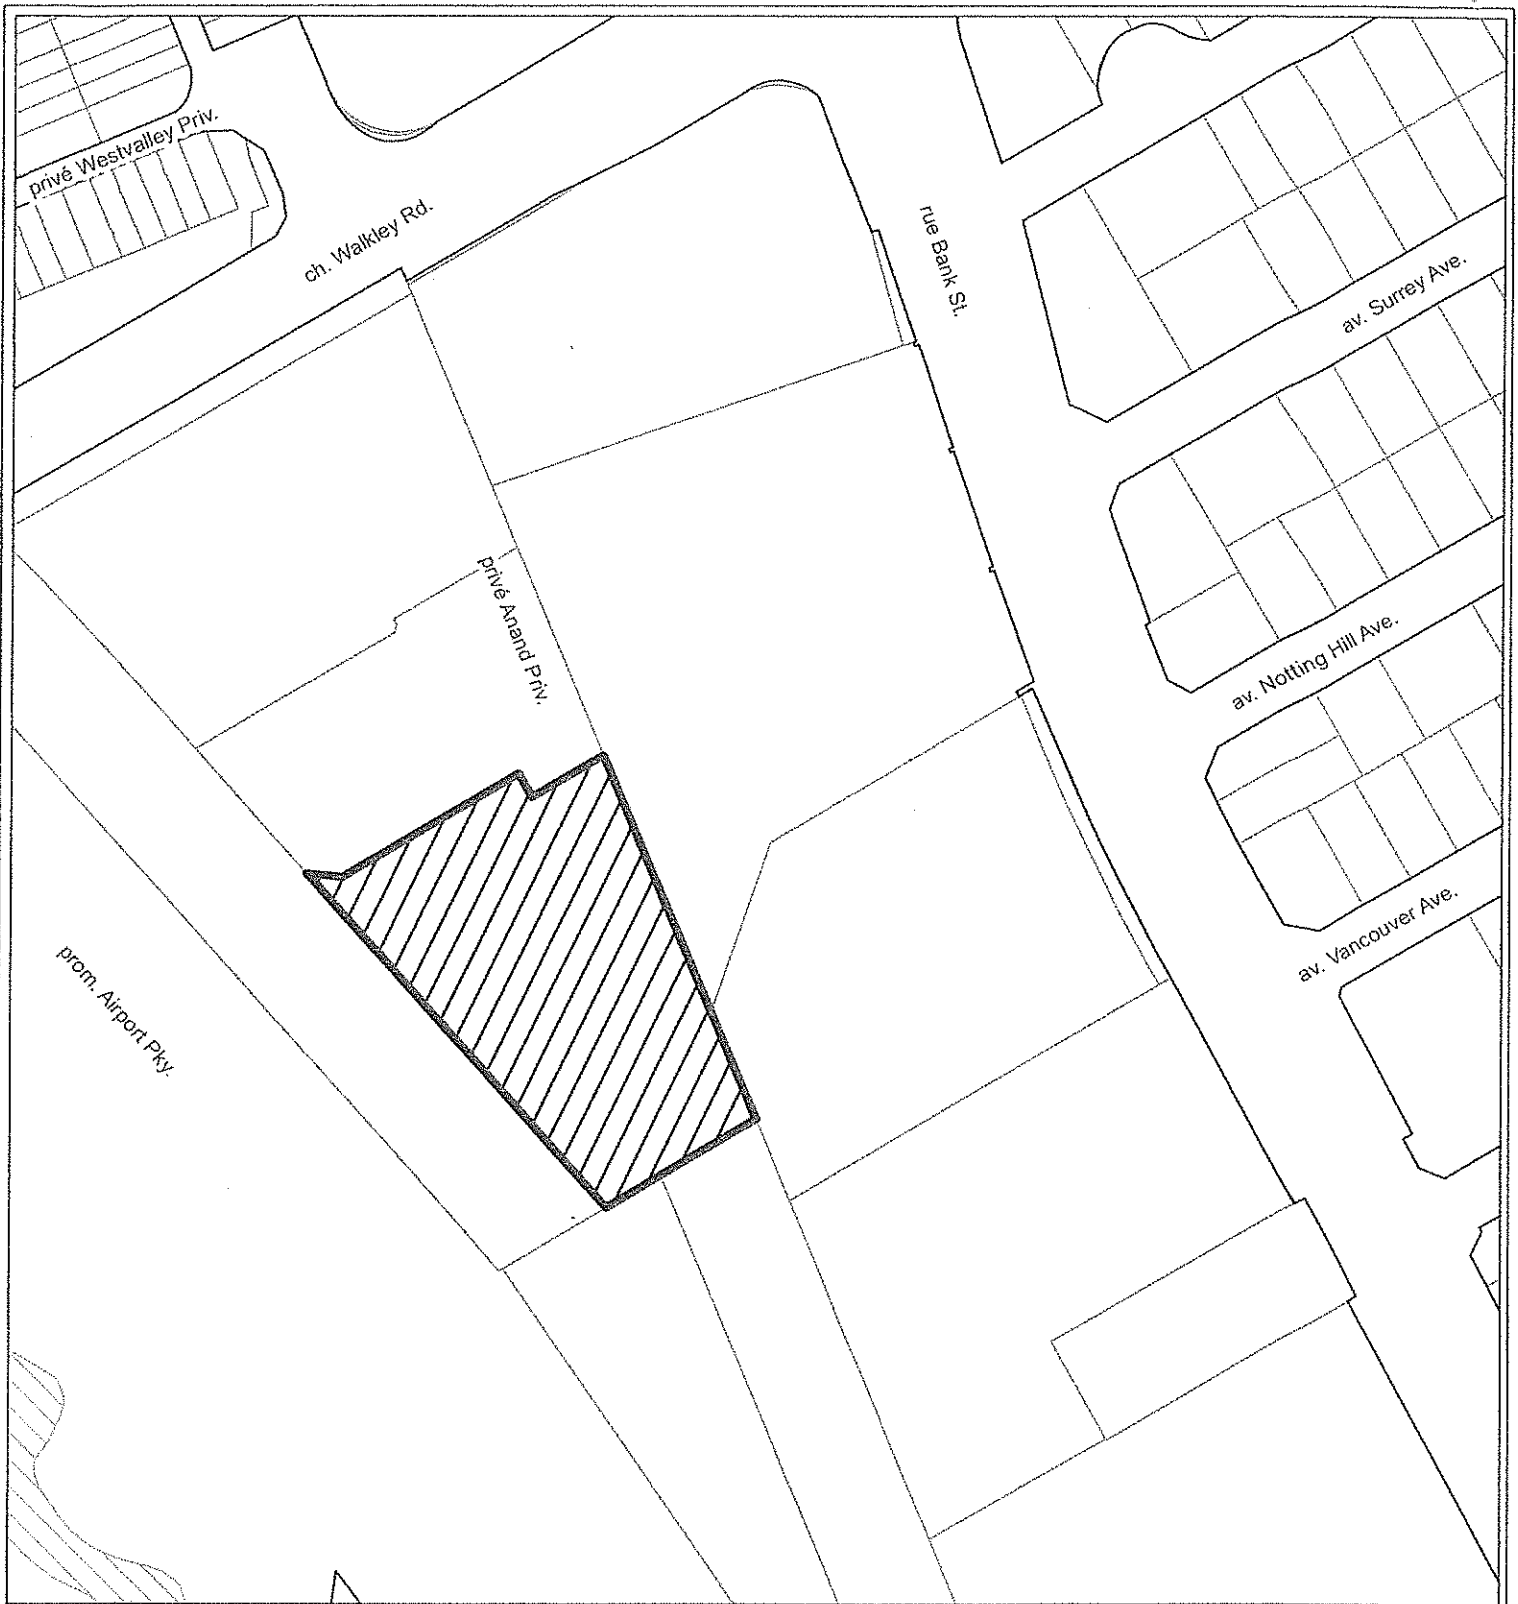 privé Westvalley Priv.
ch. Walkley Rd.
rue Bank St.
av. Surrey Ave.
privé Anand Priv.
av. Notting Hill Ave.
av. Vancouver Ave.
prom. Airport Pky.